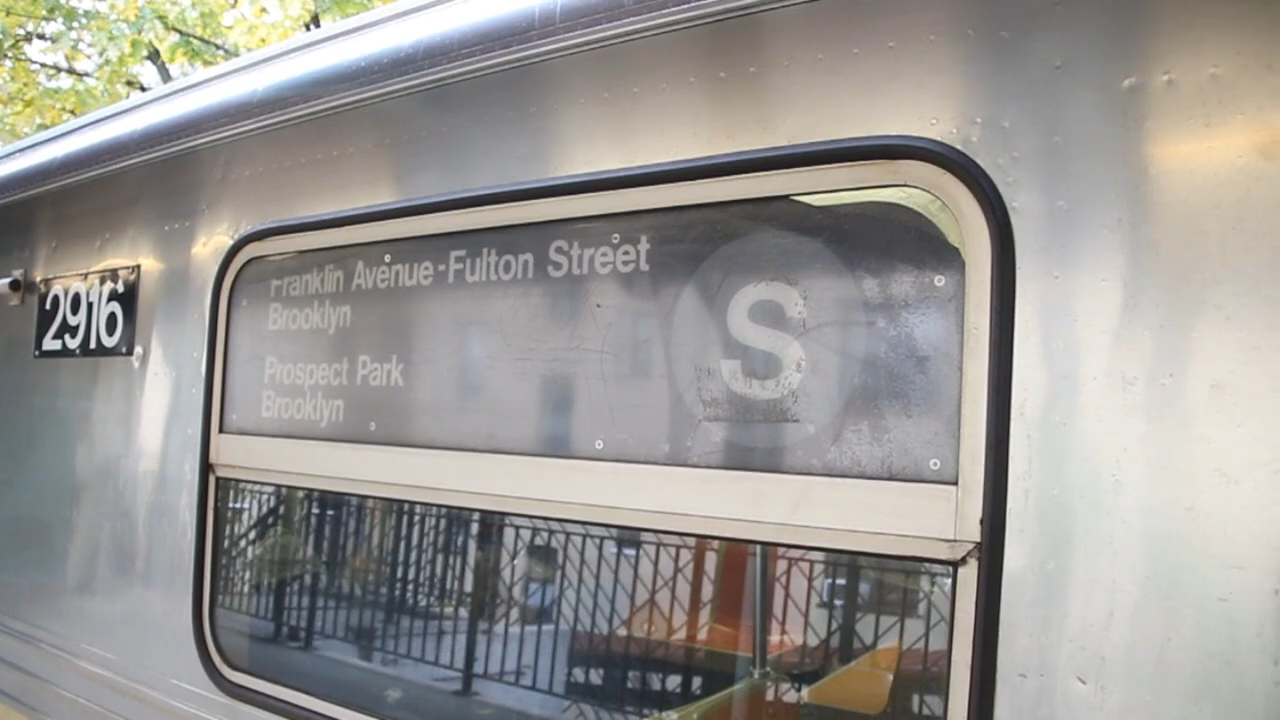 2916
Franklin Avenue-Fulton Street
Brooklyn
Prospect Park
Brooklyn
S